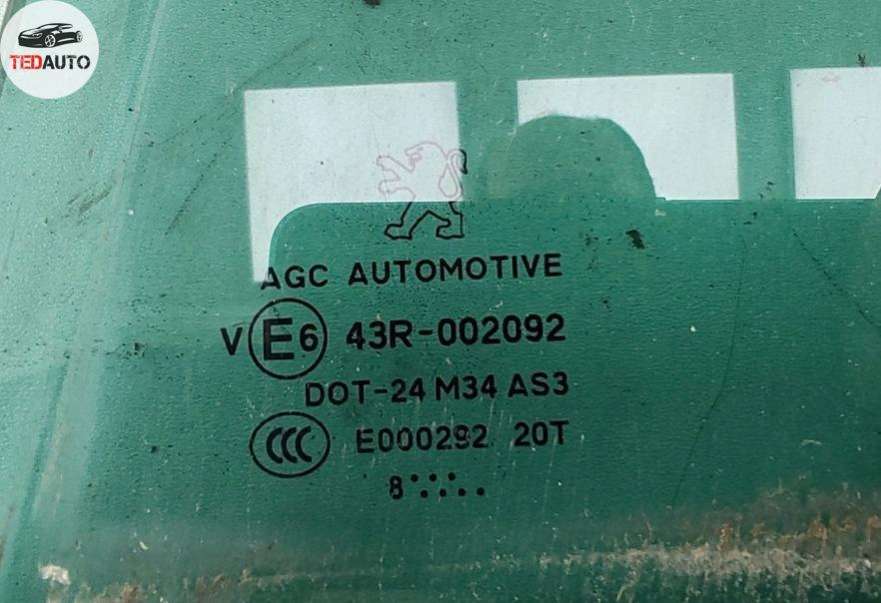 TEDAUTO
AGC AUTOMOTIVE
V E6 43R-002092
DOT-24 M34 AS3
CCC E000292 20T
8